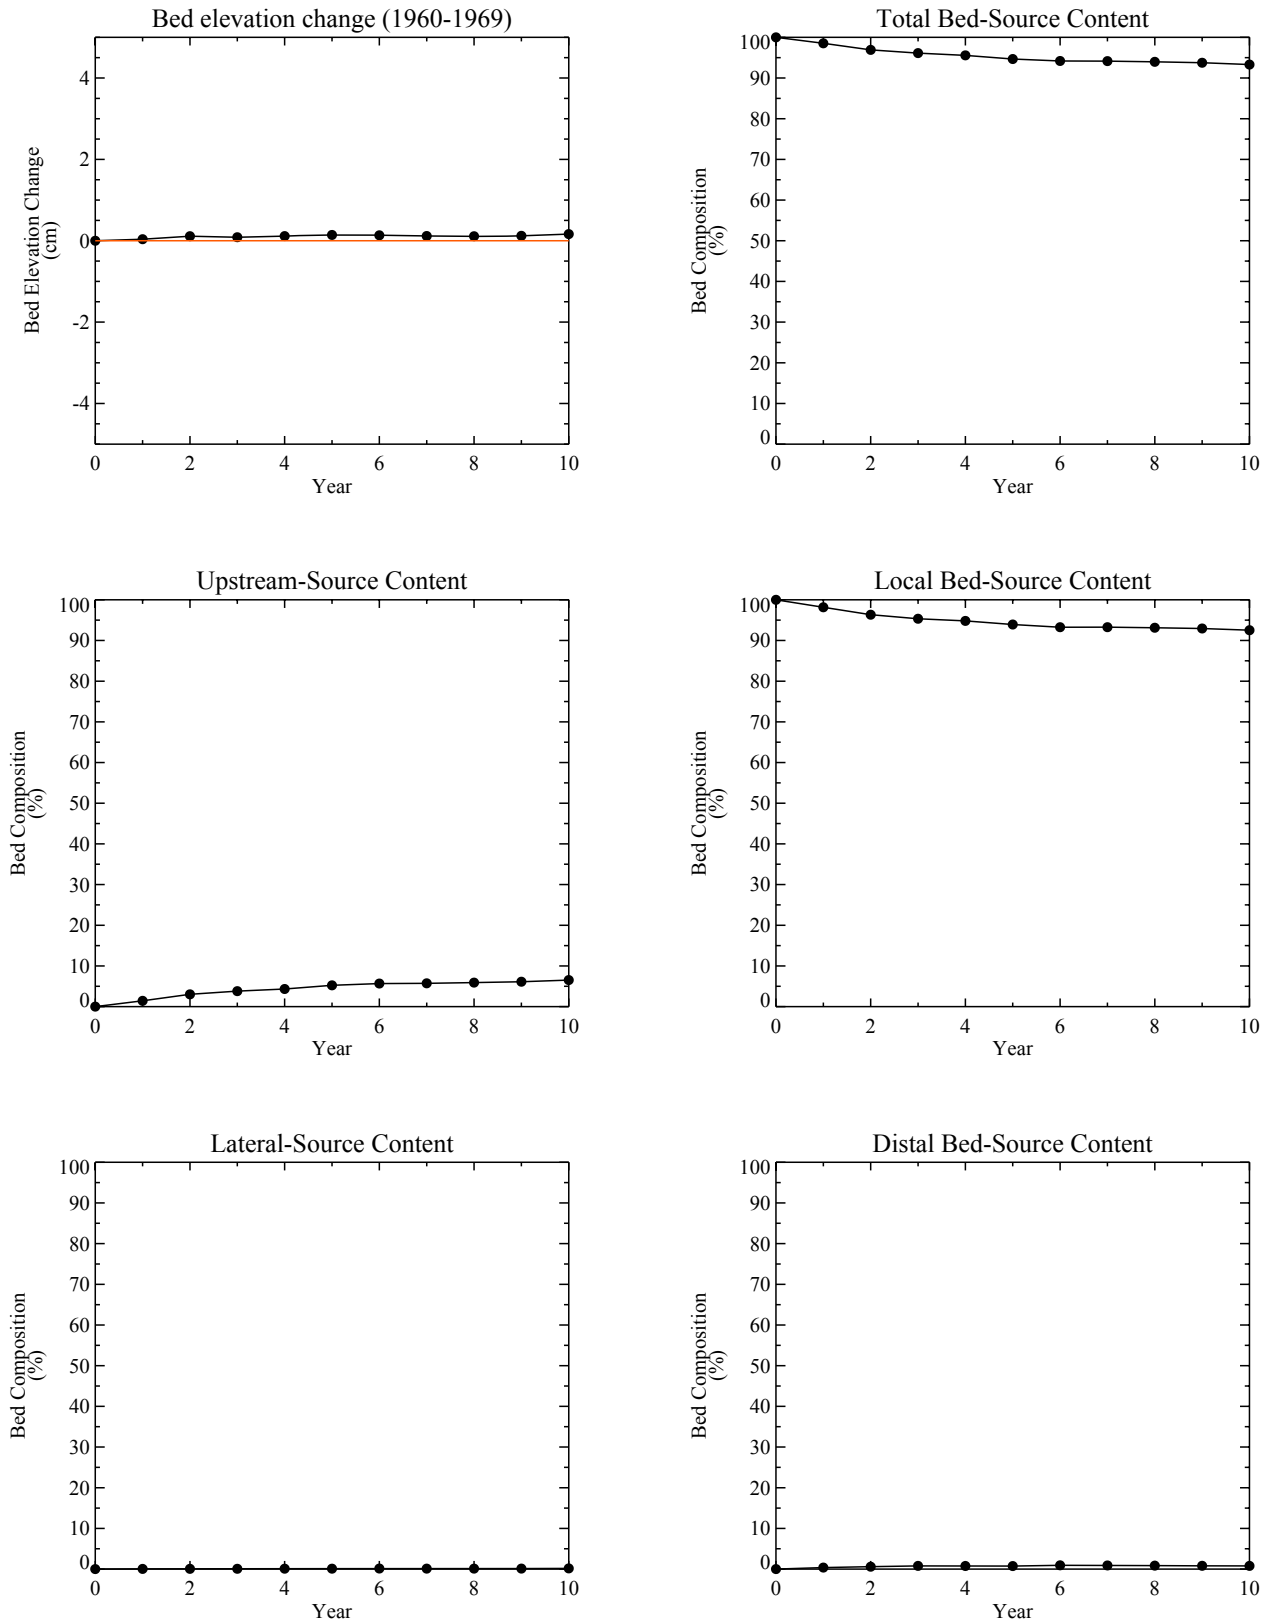 Bed elevation change (1960-1969)
4
2
0
-2
-4
Bed Elevation Change
(cm)
0 2 4 6 8 10
Year
Total Bed-Source Content
100
90
80
70
60
50
40
30
20
10
0
Bed Composition
(%)
0 2 4 6 8 10
Year
Upstream-Source Content
100
90
80
70
60
50
40
30
20
10
0
Bed Composition
(%)
0 2 4 6 8 10
Year
Local Bed-Source Content
100
90
80
70
60
50
40
30
20
10
0
Bed Composition
(%)
0 2 4 6 8 10
Year
Lateral-Source Content
100
90
80
70
60
50
40
30
20
10
0
Bed Composition
(%)
0 2 4 6 8 10
Year
Distal Bed-Source Content
100
90
80
70
60
50
40
30
20
10
0
Bed Composition
(%)
0 2 4 6 8 10
Year